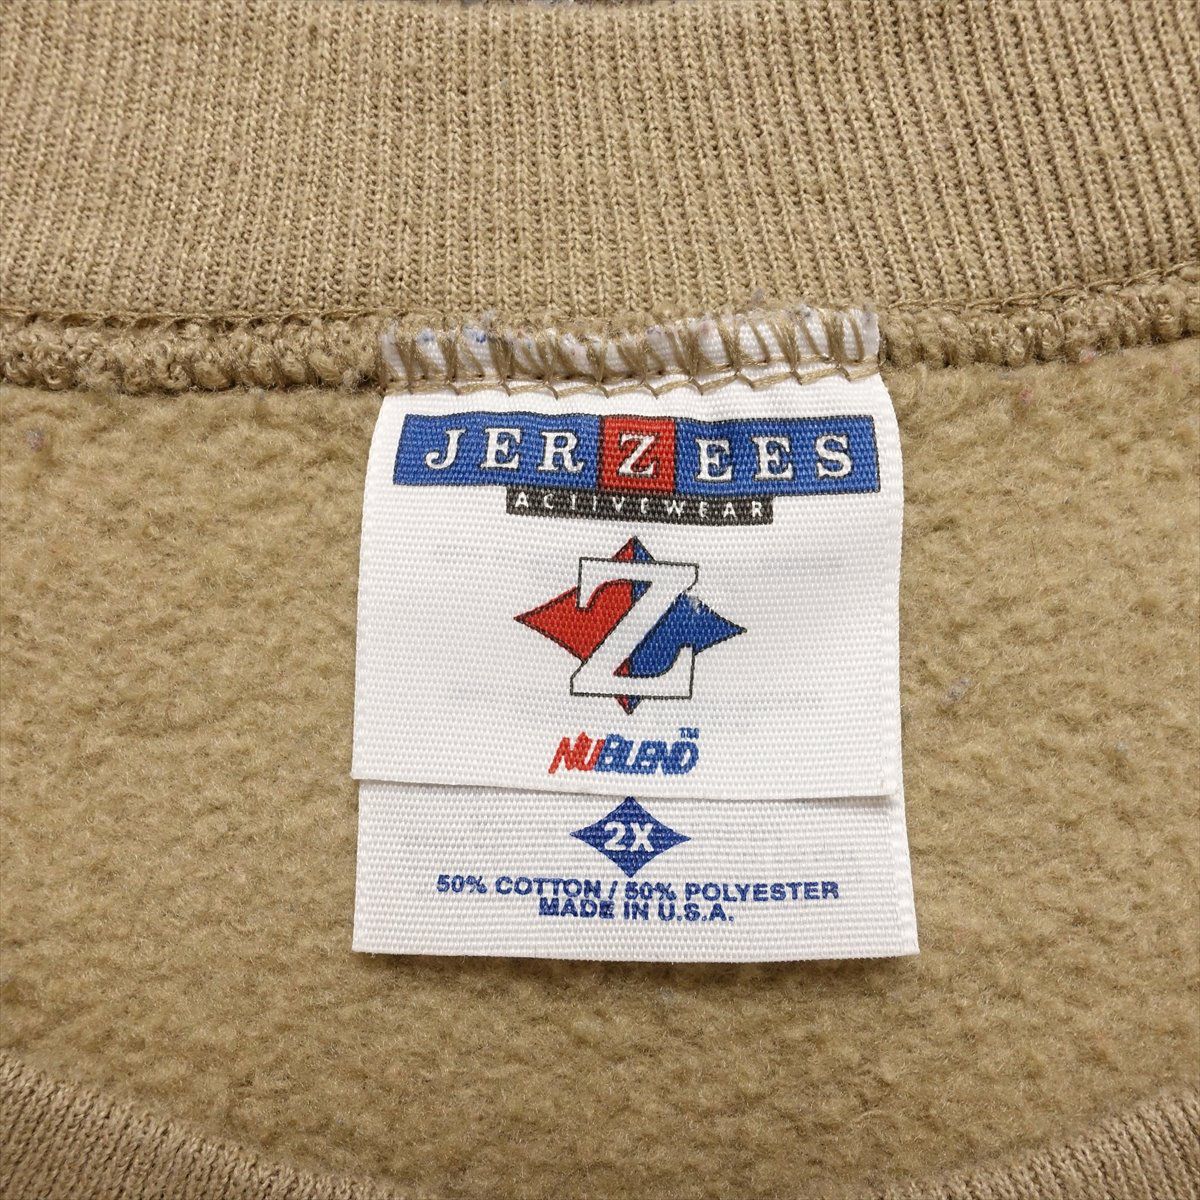 JERZEES
ACTIVEWEAR
Z
NUBLEND™
2X
50% COTTON / 50% POLYESTER
MADE IN U.S.A.